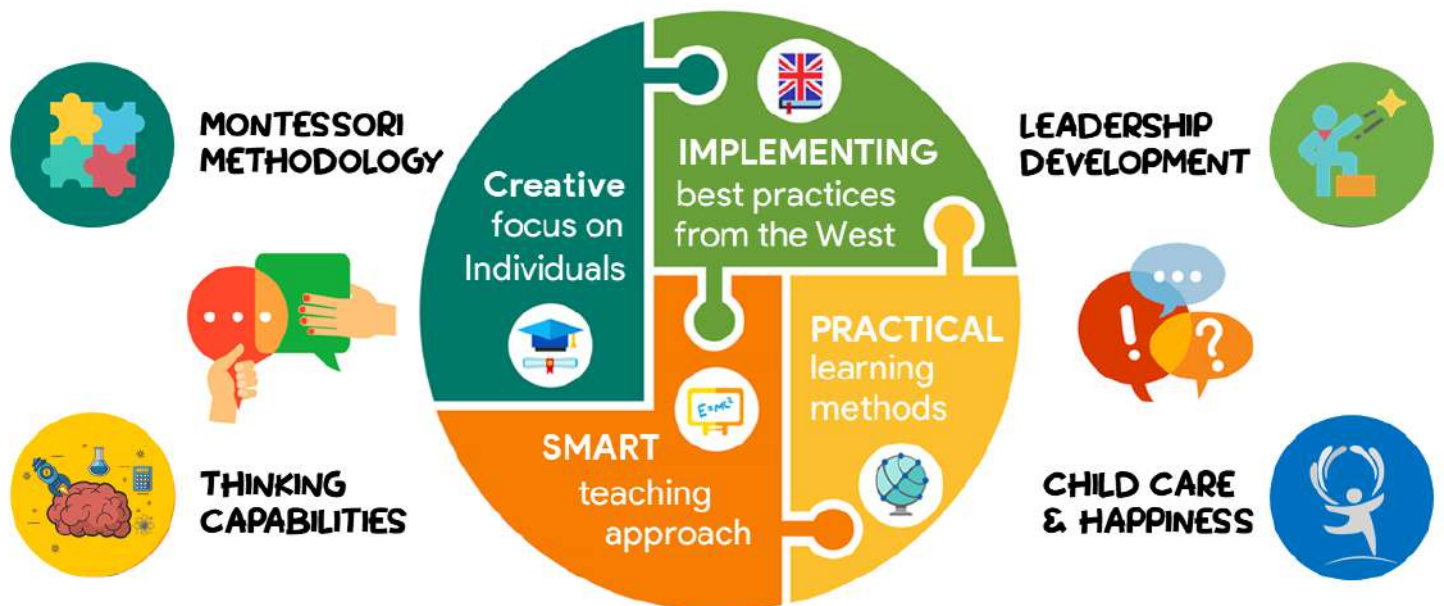 MONTESSORI
METHODOLOGY
THINKING
CAPABILITIES
Creative
focus on
Individuals
IMPLEMENTING
best practices
from the West
SMART
teaching
approach
E=MC²
PRACTICAL
learning
methods
LEADERSHIP
DEVELOPMENT
!
?
CHILD CARE
& HAPPINESS